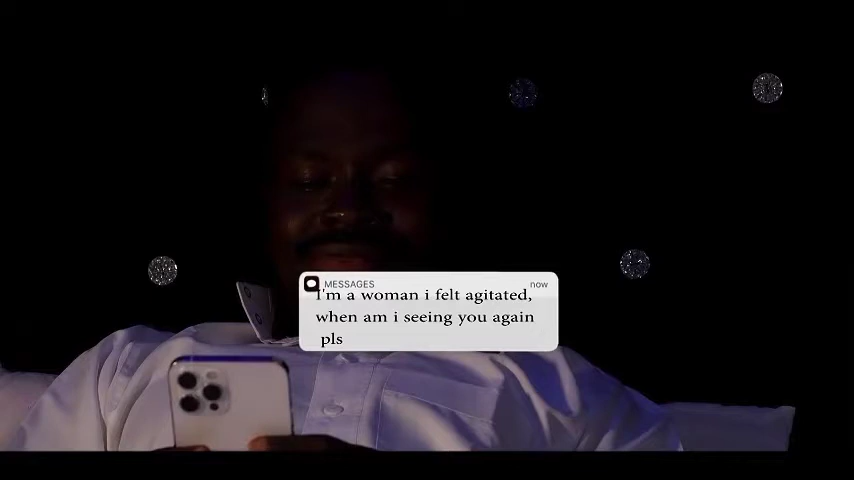 MESSAGES now
I'm a woman i felt agitated,
when am i seeing you again
pls